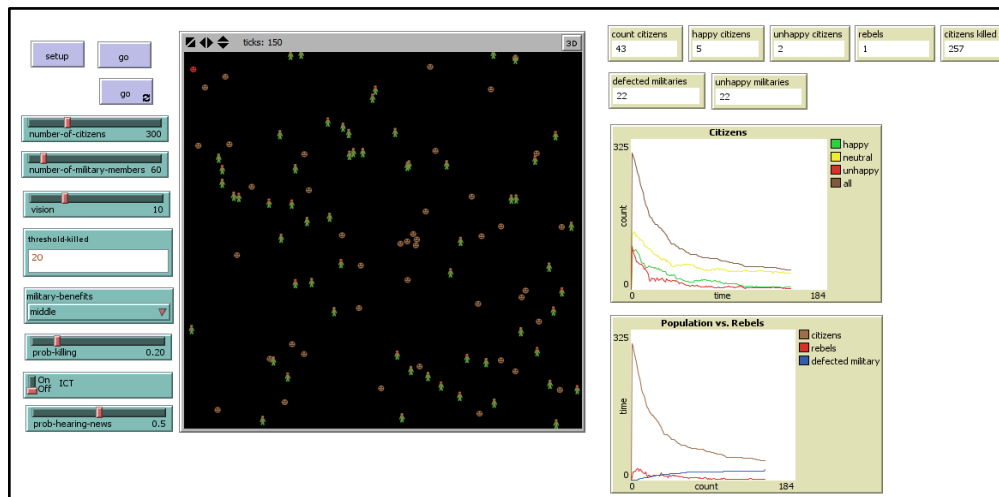 setup
go
go
number-of-citizens 300
number-of-military-members 60
vision 10
threshold-killed
20
military-benefits
middle
prob-killing 0.20
On
Off
ICT
prob-hearing-news 0.5
ticks: 150
3D
count citizens
43
happy citizens
5
unhappy citizens
2
rebels
1
citizens killed
257
defected militaries
22
unhappy militaries
22
Citizens
325
count
0
0
time
184
happy
neutral
unhappy
all
Population vs. Rebels
325
time
0
0
count
184
citizens
rebels
defected military